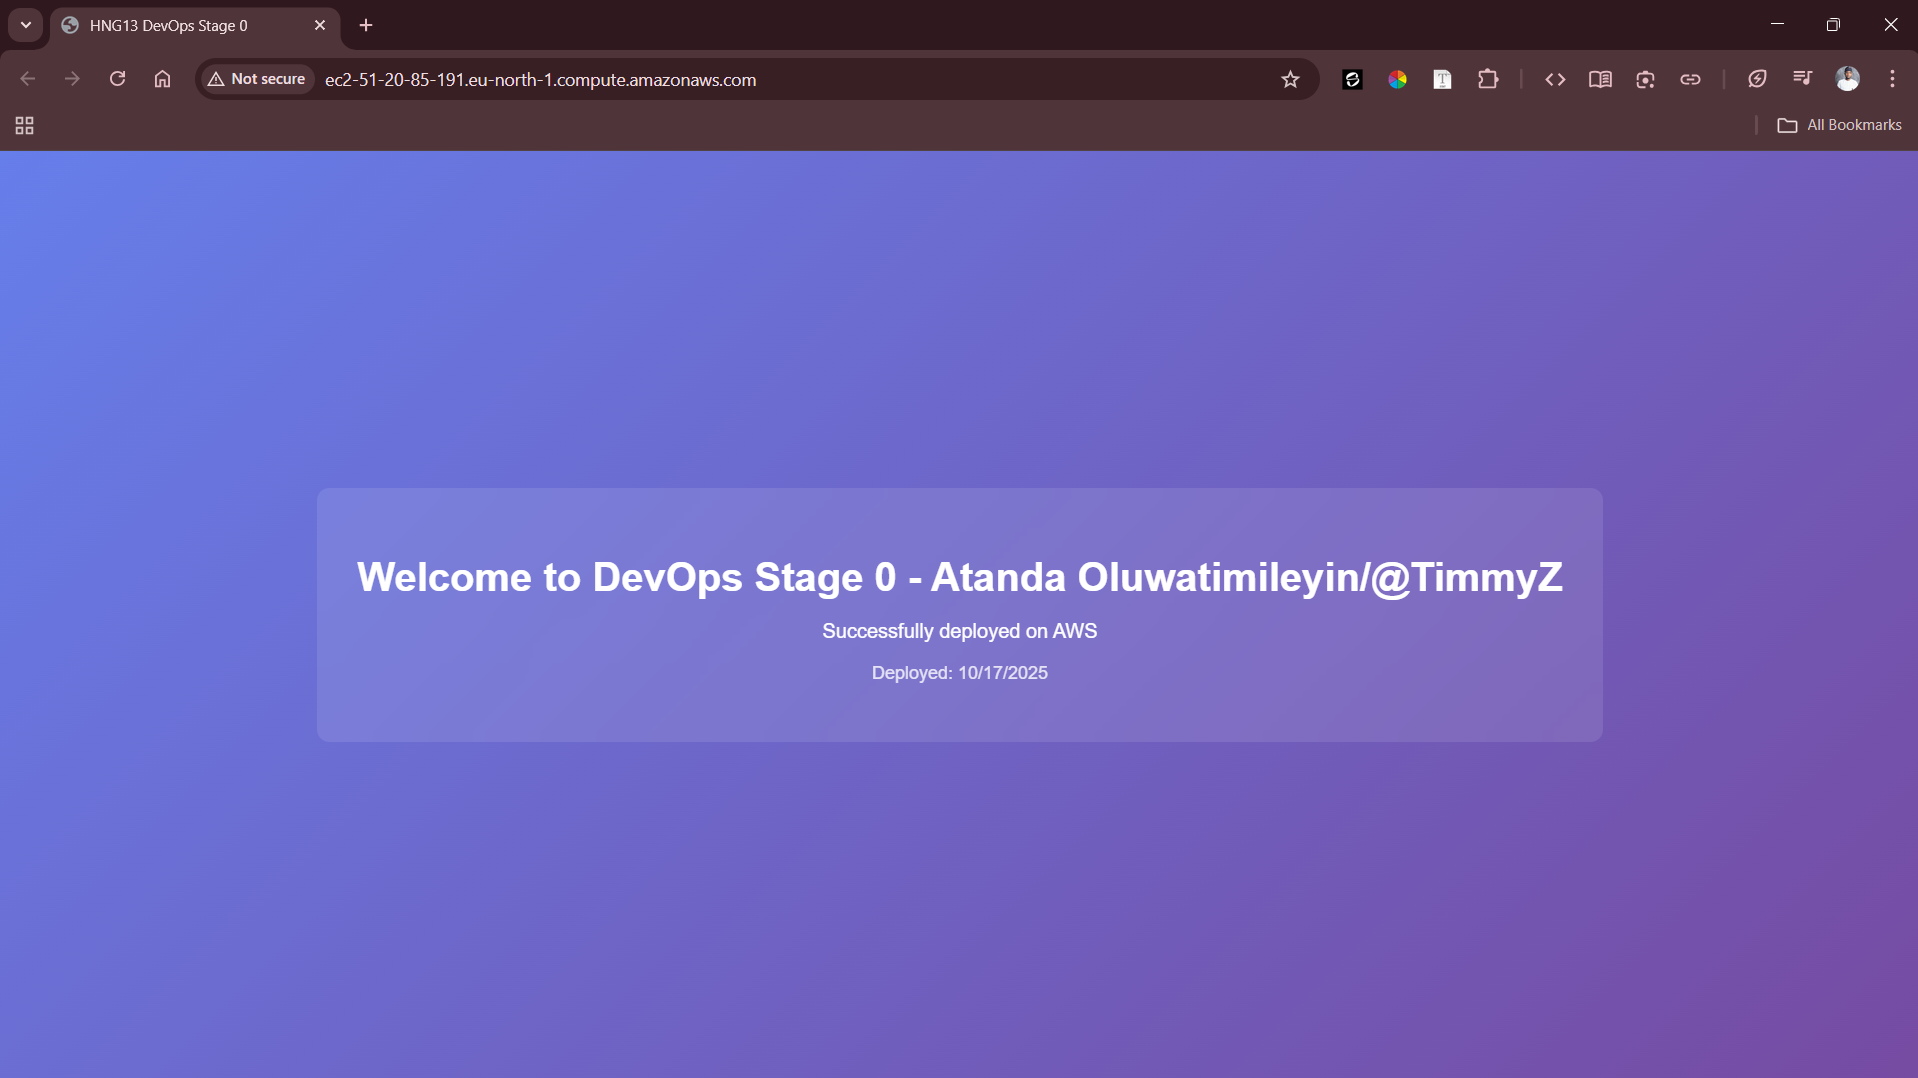 HNG13 DevOps Stage 0
Not secure
ec2-51-20-85-191.eu-north-1.compute.amazonaws.com
All Bookmarks
Welcome to DevOps Stage 0 - Atanda Oluwatimileyin/@TimmyZ
Successfully deployed on AWS
Deployed: 10/17/2025